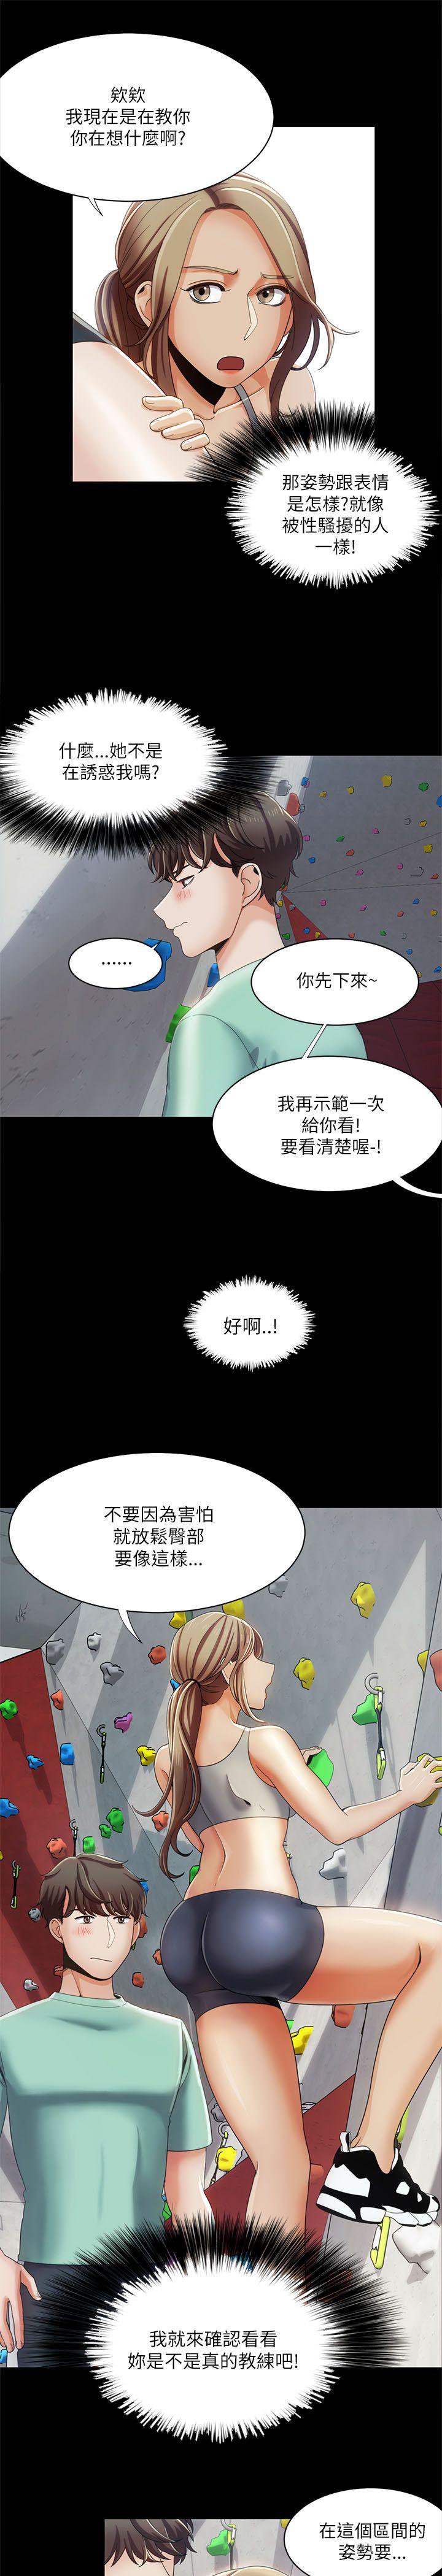 欸欸
我現在是在教你
你在想什麼啊?
那姿勢跟表情
是怎樣?就像
被性騷擾的人
一樣!
什麼...她不是
在誘惑我嗎?
......
你先下來~
我再示範一次
給你看!
要看清楚喔-!
好啊..!
不要因為害怕
就放鬆臀部
要像這樣...
我就來確認看看
妳是不是真的教練吧!
在這個區間的
姿勢要...